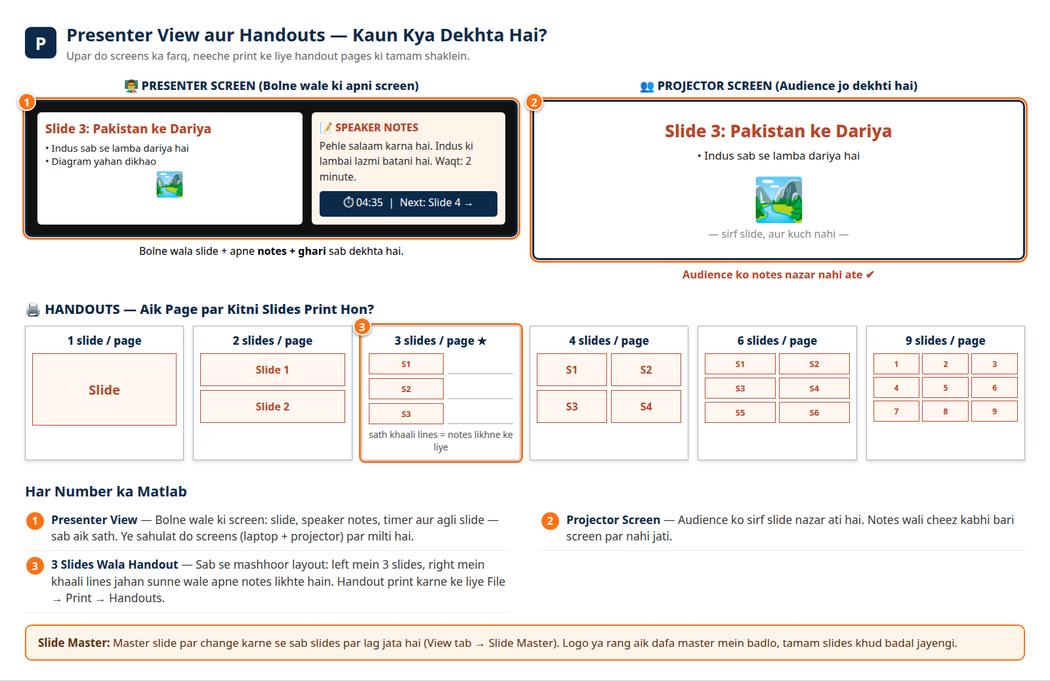 P
Presenter View aur Handouts — Kaun Kya Dekhta Hai?
Upar do screens ka farq, neeche print ke liye handout pages ki tamam shaklein.
👨‍🏫 PRESENTER SCREEN (Bolne wale ki apni screen)
1
Slide 3: Pakistan ke Dariya
• Indus sab se lamba dariya hai
• Diagram yahan dikhao
📝 SPEAKER NOTES
Pehle salaam karna hai. Indus ki
lambai lazmi batani hai. Waqt: 2
minute.
⏱ 04:35 | Next: Slide 4 →
Bolne wala slide + apne notes + ghari sab dekhta hai.
👥 PROJECTOR SCREEN (Audience jo dekhti hai)
2
Slide 3: Pakistan ke Dariya
• Indus sab se lamba dariya hai
— sirf slide, aur kuch nahi —
Audience ko notes nazar nahi ate ✔
🖨️ HANDOUTS — Aik Page par Kitni Slides Print Hon?
1 slide / page
Slide
2 slides / page
Slide 1
Slide 2
3
3 slides / page ★
S1
S2
S3
sath khaali lines = notes likhne ke
liye
4 slides / page
S1 S2
S3 S4
6 slides / page
S1 S2
S3 S4
S5 S6
9 slides / page
1 2 3
4 5 6
7 8 9
Har Number ka Matlab
1 Presenter View — Bolne wale ki screen: slide, speaker notes, timer aur agli slide —
sab aik sath. Ye sahulat do screens (laptop + projector) par milti hai.
2 Projector Screen — Audience ko sirf slide nazar ati hai. Notes wali cheez kabhi bari
screen par nahi jati.
3 3 Slides Wala Handout — Sab se mashhoor layout: left mein 3 slides, right mein
khaali lines jahan sunne wale apne notes likhte hain. Handout print karne ke liye File
→ Print → Handouts.
Slide Master: Master slide par change karne se sab slides par lag jata hai (View tab → Slide Master). Logo ya rang aik dafa master mein badlo, tamam slides khud badal jayengi.